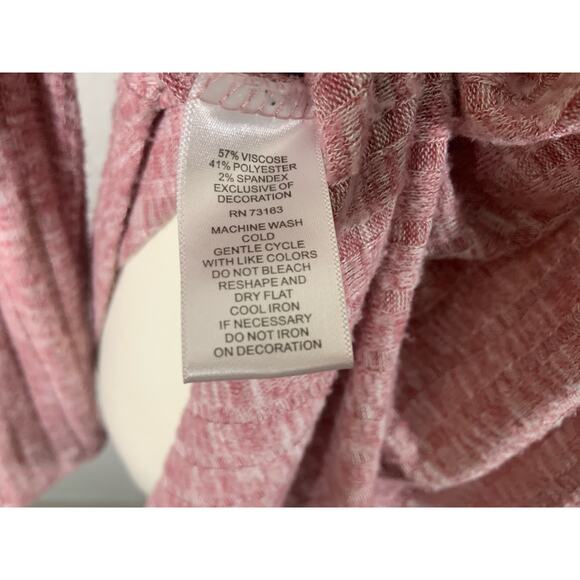 57% VISCOSE
41% POLYESTER
2% SPANDEX
EXCLUSIVE OF
DECORATION
RN 73163
MACHINE WASH
COLD
GENTLE CYCLE
WITH LIKE COLORS
DO NOT BLEACH
RESHAPE AND
DRY FLAT
COOL IRON
IF NECESSARY
DO NOT IRON
ON DECORATION